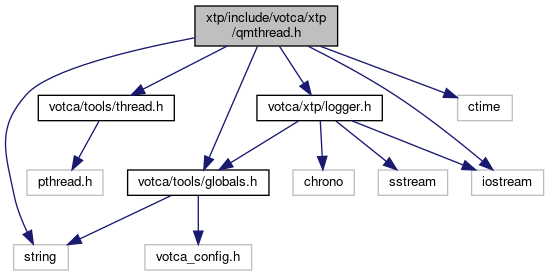 xtp/include/votca/xtp
/qmthread.h
votca/tools/thread.h
votca/xtp/logger.h
ctime
pthread.h
votca/tools/globals.h
chrono
sstream
iostream
string
votca_config.h